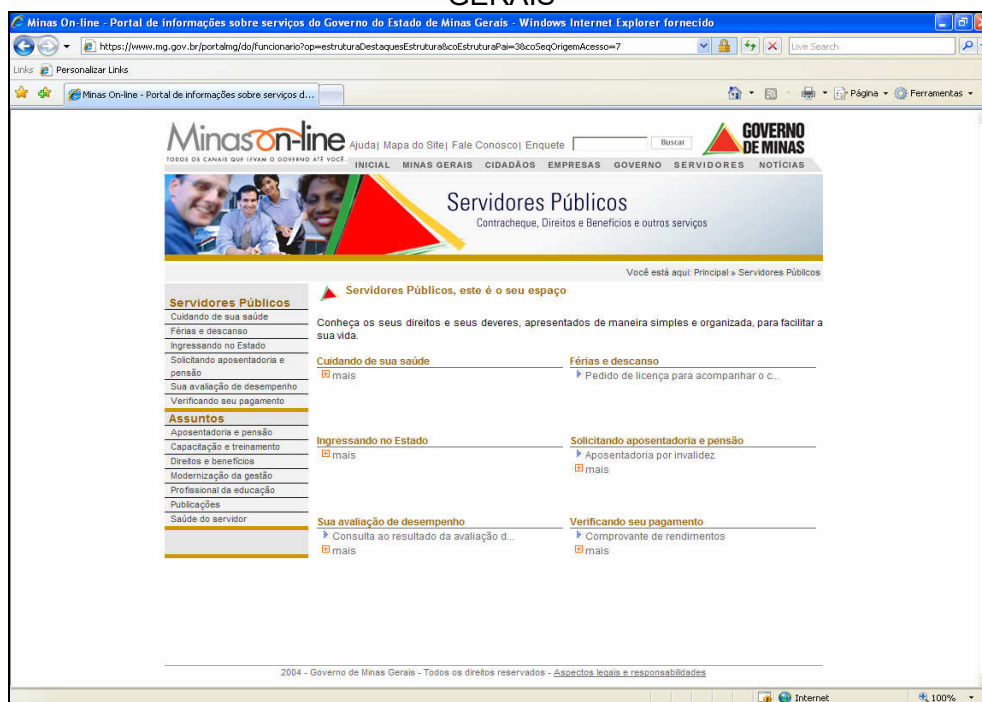 GERAIS
Minas On-line - Portal de informações sobre serviços do Governo do Estado de Minas Gerais - Windows Internet Explorer fornecido
https://www.mg.gov.br/portalmg/do/funcionario?op=estruturaDestaquesEstrutura&coEstruturaPai=3&coSeqOrigemAcesso=7
Live Search
Links Personalizar Links
Minas On-line - Portal de informações sobre serviços d...
Página Ferramentas
Minas on-line
TODOS OS CANAIS QUE LEVAM O GOVERNO ATÉ VOCÊ.
Ajuda| Mapa do Site| Fale Conosco| Enquete
Buscar
GOVERNO
DE MINAS
INICIAL MINAS GERAIS CIDADÃOS EMPRESAS GOVERNO SERVIDORES NOTÍCIAS
Servidores Públicos
Contracheque, Direitos e Benefícios e outros serviços
Você está aqui: Principal » Servidores Públicos
Servidores Públicos
Cuidando de sua saúde
Férias e descanso
Ingressando no Estado
Solicitando aposentadoria e
pensão
Sua avaliação de desempenho
Verificando seu pagamento
Assuntos
Aposentadoria e pensão
Capacitação e treinamento
Direitos e benefícios
Modernização da gestão
Profissional da educação
Publicações
Saúde do servidor
Servidores Públicos, este é o seu espaço
Conheça os seus direitos e seus deveres, apresentados de maneira simples e organizada, para facilitar a
sua vida.
Cuidando de sua saúde
mais
Férias e descanso
Pedido de licença para acompanhar o c...
Ingressando no Estado
mais
Solicitando aposentadoria e pensão
Aposentadoria por invalidez
mais
Sua avaliação de desempenho
Consulta ao resultado da avaliação d...
mais
Verificando seu pagamento
Comprovante de rendimentos
mais
2004 - Governo de Minas Gerais - Todos os direitos reservados - Aspectos legais e responsabilidades
Internet
100%